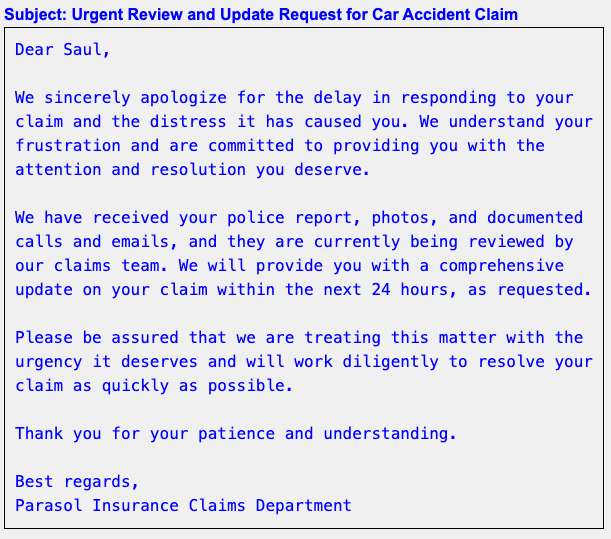 Subject: Urgent Review and Update Request for Car Accident Claim
Dear Saul,
We sincerely apologize for the delay in responding to your
claim and the distress it has caused you. We understand your
frustration and are committed to providing you with the
attention and resolution you deserve.
We have received your police report, photos, and documented
calls and emails, and they are currently being reviewed by
our claims team. We will provide you with a comprehensive
update on your claim within the next 24 hours, as requested.
Please be assured that we are treating this matter with the
urgency it deserves and will work diligently to resolve your
claim as quickly as possible.
Thank you for your patience and understanding.
Best regards,
Parasol Insurance Claims Department